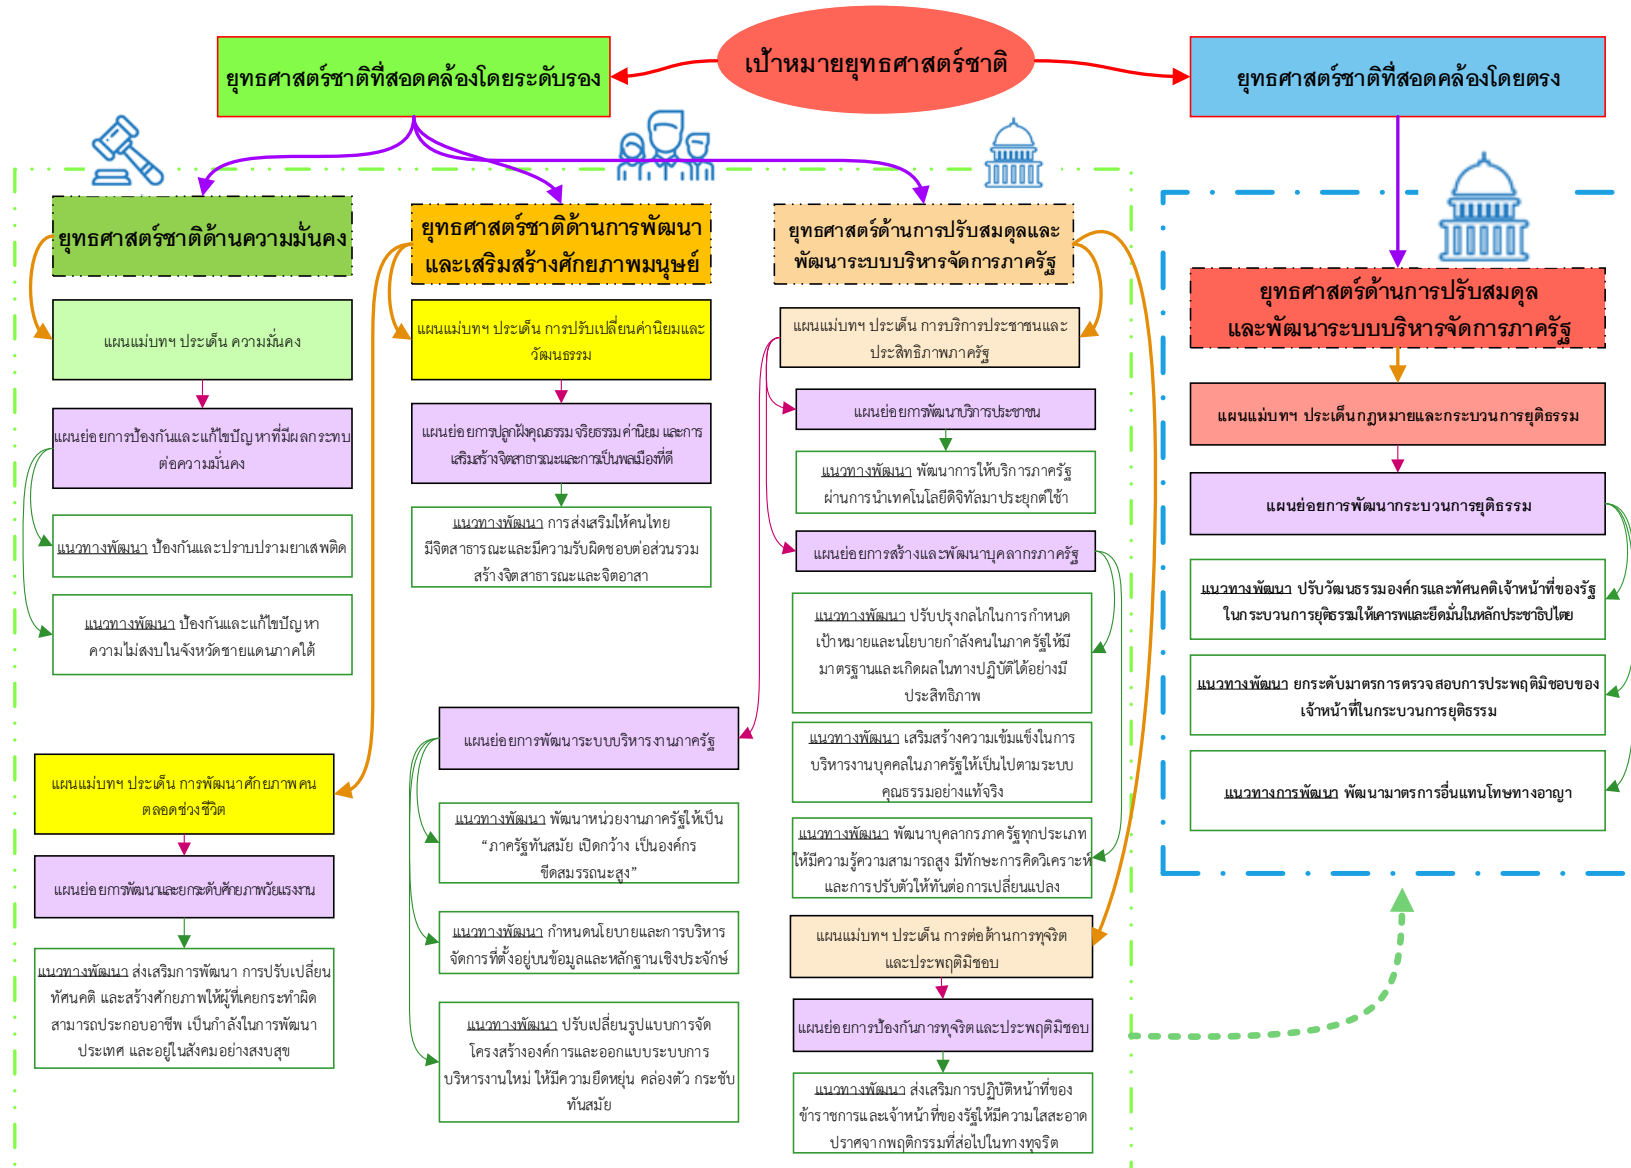 เป้าหมายยุทธศาสตร์ชาติ
ยุทธศาสตร์ชาติที่สอดคล้องโดยระดับรอง
ยุทธศาสตร์ชาติที่สอดคล้องโดยตรง
ยุทธศาสตร์ชาติด้านความมั่นคง
แผนแม่บทฯ ประเด็น ความมั่นคง
แผนย่อยการป้องกันและแก้ไขปัญหาที่มีผลกระทบ
ต่อความมั่นคง
แนวทางพัฒนา ป้องกันและปราบปรามยาเสพติด
แนวทางพัฒนา ป้องกันและแก้ไขปัญหา
ความไม่สงบในจังหวัดชายแดนภาคใต้
ยุทธศาสตร์ชาติด้านการพัฒนา
และเสริมสร้างศักยภาพมนุษย์
แผนแม่บทฯ ประเด็น การปรับเปลี่ยนค่านิยมและ
วัฒนธรรม
แผนย่อยการปลูกฝังคุณธรรม จริยธรรม ค่านิยม และการ
เสริมสร้างจิตสาธารณะและการเป็นพลเมืองที่ดี
แนวทางพัฒนา การส่งเสริมให้คนไทย
มีจิตสาธารณะและมีความรับผิดชอบต่อส่วนรวม
สร้างจิตสาธารณะและจิตอาสา
แผนแม่บทฯ ประเด็น การพัฒนาศักยภาพคน
ตลอดช่วงชีวิต
แผนย่อยการพัฒนาและยกระดับศักยภาพวัยแรงงาน
แนวทางพัฒนา ส่งเสริมการพัฒนา การปรับเปลี่ยน
ทัศนคติ และสร้างศักยภาพให้ผู้ที่เคยกระทำผิด
สามารถประกอบอาชีพ เป็นกำลังในการพัฒนา
ประเทศ และอยู่ในสังคมอย่างสงบสุข
ยุทธศาสตร์ด้านการปรับสมดุลและ
พัฒนาระบบบริหารจัดการภาครัฐ
แผนแม่บทฯ ประเด็น การบริการประชาชนและ
ประสิทธิภาพภาครัฐ
แผนย่อยการพัฒนาบริการประชาชน
แนวทางพัฒนา พัฒนาการให้บริการภาครัฐ
ผ่านการนำเทคโนโลยีดิจิทัลมาประยุกต์ใช้
แผนย่อยการสร้างและพัฒนาบุคลากรภาครัฐ
แนวทางพัฒนา ปรับปรุงกลไกในการกำหนด
เป้าหมายและนโยบายกำลังคนในภาครัฐให้มี
มาตรฐานและเกิดผลในทางปฏิบัติได้อย่างมี
ประสิทธิภาพ
แนวทางพัฒนา เสริมสร้างความเข้มแข็งในการ
บริหารงานบุคคลในภาครัฐให้เป็นไปตามระบบ
คุณธรรมอย่างแท้จริง
แนวทางพัฒนา พัฒนาบุคลากรภาครัฐทุกประเภท
ให้มีความรู้ความสามารถสูง มีทักษะการคิดวิเคราะห์
และการปรับตัวให้ทันต่อการเปลี่ยนแปลง
แผนย่อยการพัฒนาระบบบริหารงานภาครัฐ
แนวทางพัฒนา พัฒนาหน่วยงานภาครัฐให้เป็น
“ภาครัฐทันสมัย เปิดกว้าง เป็นองค์กร
ขีดสมรรถนะสูง”
แนวทางพัฒนา กำหนดนโยบายและการบริหาร
จัดการที่ตั้งอยู่บนข้อมูลและหลักฐานเชิงประจักษ์
แนวทางพัฒนา ปรับเปลี่ยนรูปแบบการจัด
โครงสร้างองค์การและออกแบบระบบการ
บริหารงานใหม่ ให้มีความยืดหยุ่น คล่องตัว กระชับ
ทันสมัย
แผนแม่บทฯ ประเด็น การต่อต้านการทุจริต
และประพฤติมิชอบ
แผนย่อยการป้องกันการทุจริตและประพฤติมิชอบ
แนวทางพัฒนา ส่งเสริมการปฏิบัติหน้าที่ของ
ข้าราชการและเจ้าหน้าที่ของรัฐให้มีความใสสะอาด
ปราศจากพฤติกรรมที่ส่อไปในทางทุจริต
ยุทธศาสตร์ด้านการปรับสมดุล
และพัฒนาระบบบริหารจัดการภาครัฐ
แผนแม่บทฯ ประเด็นกฎหมายและกระบวนการยุติธรรม
แผนย่อยการพัฒนากระบวนการยุติธรรม
แนวทางพัฒนา ปรับวัฒนธรรมองค์กรและทัศนคติเจ้าหน้าที่ของรัฐ
ในกระบวนการยุติธรรมให้เคารพและยึดมั่นในหลักประชาธิปไตย
แนวทางพัฒนา ยกระดับมาตรการตรวจสอบการประพฤติมิชอบของ
เจ้าหน้าที่ในกระบวนการยุติธรรม
แนวทางการพัฒนา พัฒนามาตรการอื่นแทนโทษทางอาญา